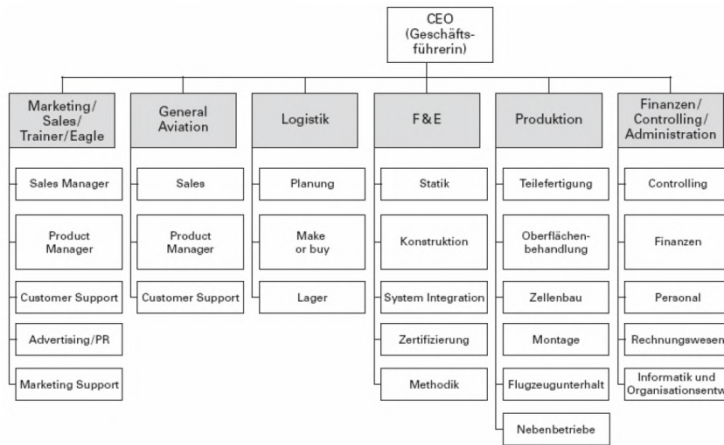 CEO
(Geschäfts-
führerin)
Marketing/
Sales/
Trainer/Eagle
General
Aviation
Logistik
F & E
Produktion
Finanzen/
Controlling/
Administration
Sales Manager
Sales
Planung
Statik
Teilefertigung
Controlling
Product
Manager
Product
Manager
Make
or buy
Konstruktion
Oberflächen-
behandlung
Finanzen
Customer Support
Customer Support
Lager
System Integration
Zellenbau
Personal
Advertising/PR
Zertifizierung
Montage
Rechnungswesen
Marketing Support
Methodik
Flugzeugunterhalt
Informatik und
Organisationsentw
Nebenbetriebe